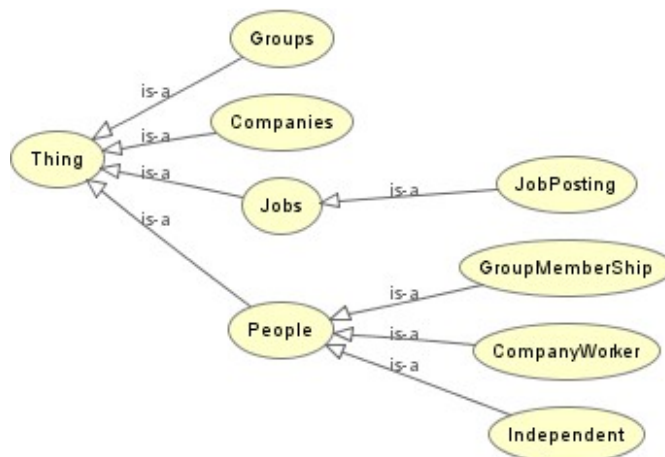 Groups
is-a
Companies
is-a
Thing
is-a
Jobs
is-a
JobPosting
is-a
GroupMemberShip
is-a
People
is-a
CompanyWorker
is-a
Independent